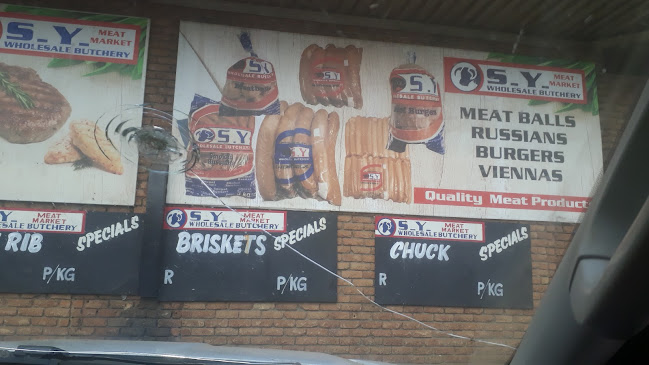 S.Y. MEAT MARKET
WHOLESALE BUTCHERY
S.Y. MEAT MARKET
WHOLESALE BUTCHERY
MEAT BALLS
RUSSIANS
BURGERS
VIENNAS
Quality Meat Products
S.Y.
S.Y
S.Y.
S.Y
S.Y. MEAT MARKET
WHOLESALE BUTCHERY
RIB
SPECIALS
P/KG
S.Y. MEAT MARKET
WHOLESALE BUTCHERY
BRISKETS
SPECIALS
R
P/KG
S.Y. MEAT MARKET
WHOLESALE BUTCHERY
CHUCK
SPECIALS
R
P/KG